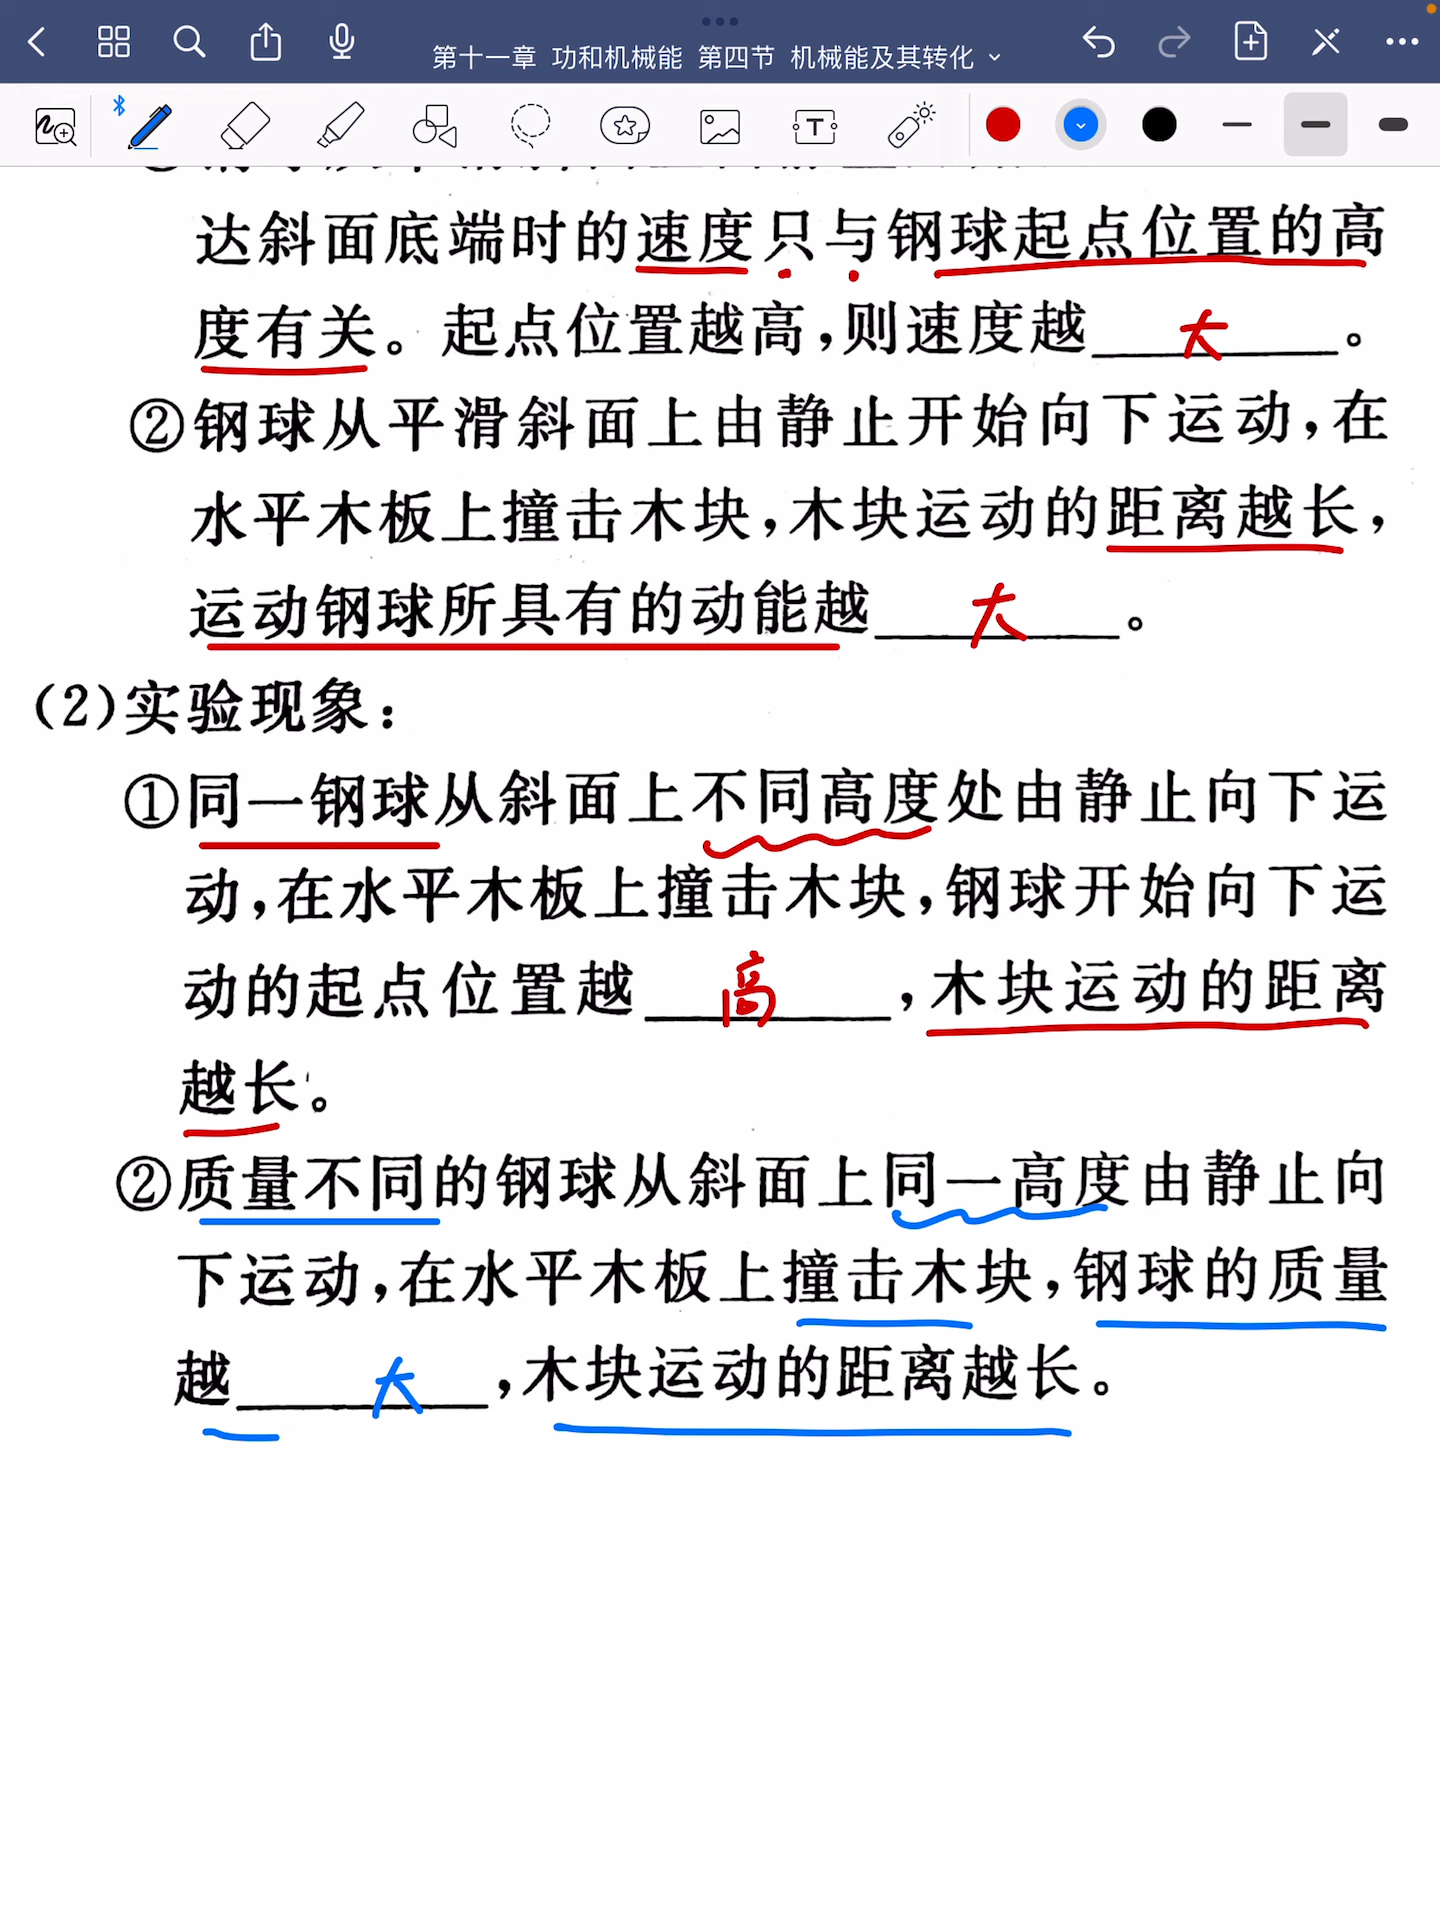 第十一章 功和机械能 第四节 机械能及其转化
达斜面底端时的速度只与钢球起点位置的高
度有关。起点位置越高,则速度越 大 。
②钢球从平滑斜面上由静止开始向下运动,在
水平木板上撞击木块,木块运动的距离越长,
运动钢球所具有的动能越 大 。
(2)实验现象:
①同一钢球从斜面上不同高度处由静止向下运
动,在水平木板上撞击木块,钢球开始向下运
动的起点位置越 高 ,木块运动的距离
越长。
②质量不同的钢球从斜面上同一高度由静止向
下运动,在水平木板上撞击木块,钢球的质量
越 大 ,木块运动的距离越长。